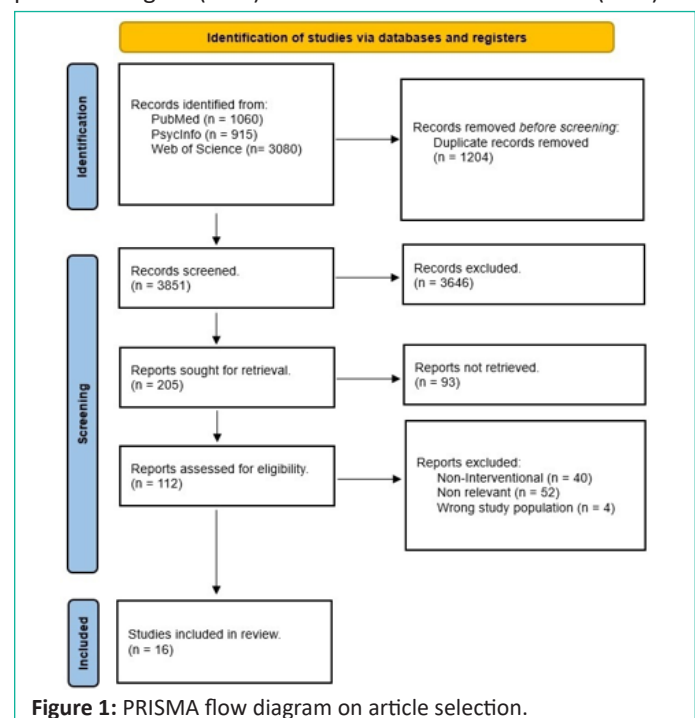 Identification of studies via databases and registers
Identification
Records identified from:
PubMed (n = 1060)
PsycInfo (n = 915)
Web of Science (n= 3080)
Records removed before screening:
Duplicate records removed
(n = 1204)
Screening
Records screened.
(n = 3851)
Records excluded.
(n = 3646)
Reports sought for retrieval.
(n = 205)
Reports not retrieved.
(n = 93)
Reports assessed for eligibility.
(n = 112)
Reports excluded:
Non-Interventional (n = 40)
Non relevant (n = 52)
Wrong study population (n = 4)
Included
Studies included in review.
(n = 16)
Figure 1: PRISMA flow diagram on article selection.